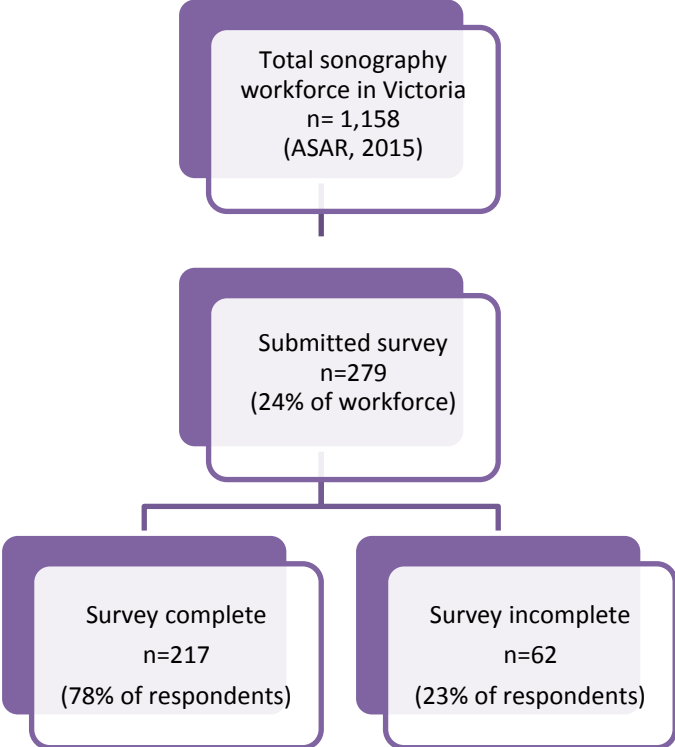 Total sonography
workforce in Victoria
n= 1,158
(ASAR, 2015)
Submitted survey
n=279
(24% of workforce)
Survey complete
n=217
(78% of respondents)
Survey incomplete
n=62
(23% of respondents)